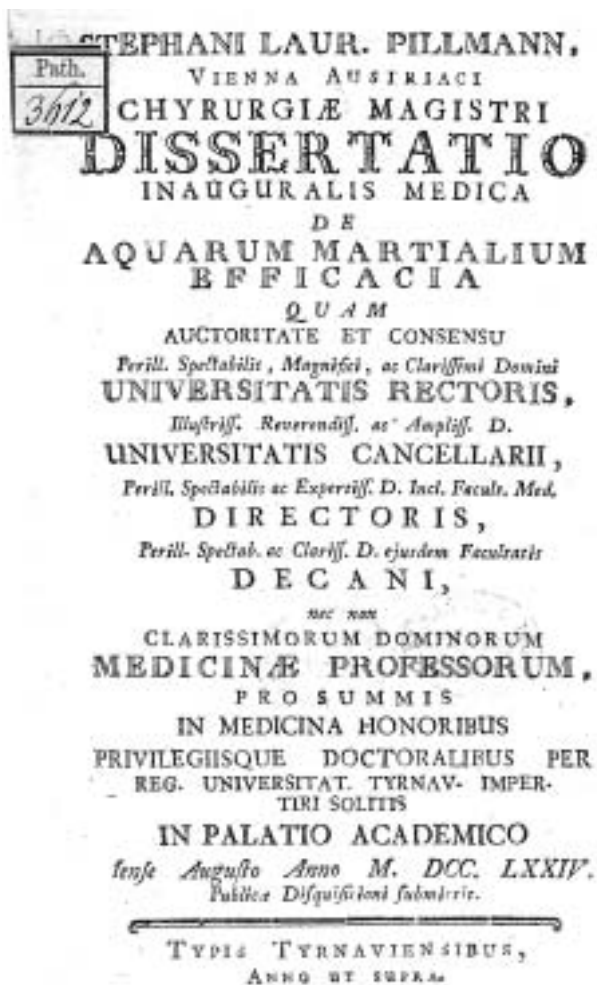 STEPHANI LAUR. PILLMANN,
Path.
3612
VIENNA AUSTRIACI
CHYRURGIÆ MAGISTRI
DISSERTATIO
INAUGURALIS MEDICA
DE
AQUARUM MARTIALIUM
EFFICACIA
QUAM
AUCTORITATE ET CONSENSU
Perill. Spectabilis, Magnifici, ac Clarissimi Domini
UNIVERSITATIS RECTORIS,
Illustriss. Reverendiss. ac Ampliss. D.
UNIVERSITATIS CANCELLARII,
Perill. Spectabilis ac Expertiss. D. Incl. Facult. Med.
DIRECTORIS,
Perill. Spectab. ac Clariss. D. ejusdem Facultatis
DECANI,
nec non
CLARISSIMORUM DOMINORUM
MEDICINÆ PROFESSORUM,
PRO SUMMIS
IN MEDICINA HONORIBUS
PRIVILEGIISQUE DOCTORALIBUS PER
REG. UNIVERSITAT. TYRNAV. IMPER-
TIRI SOLITIS
IN PALATIO ACADEMICO
Mense Augusto Anno M. DCC. LXXIV.
Publicæ Disquisitioni submittit.
TYPIS TYRNAVIENSIBUS,
ANNO UT SUPRA.